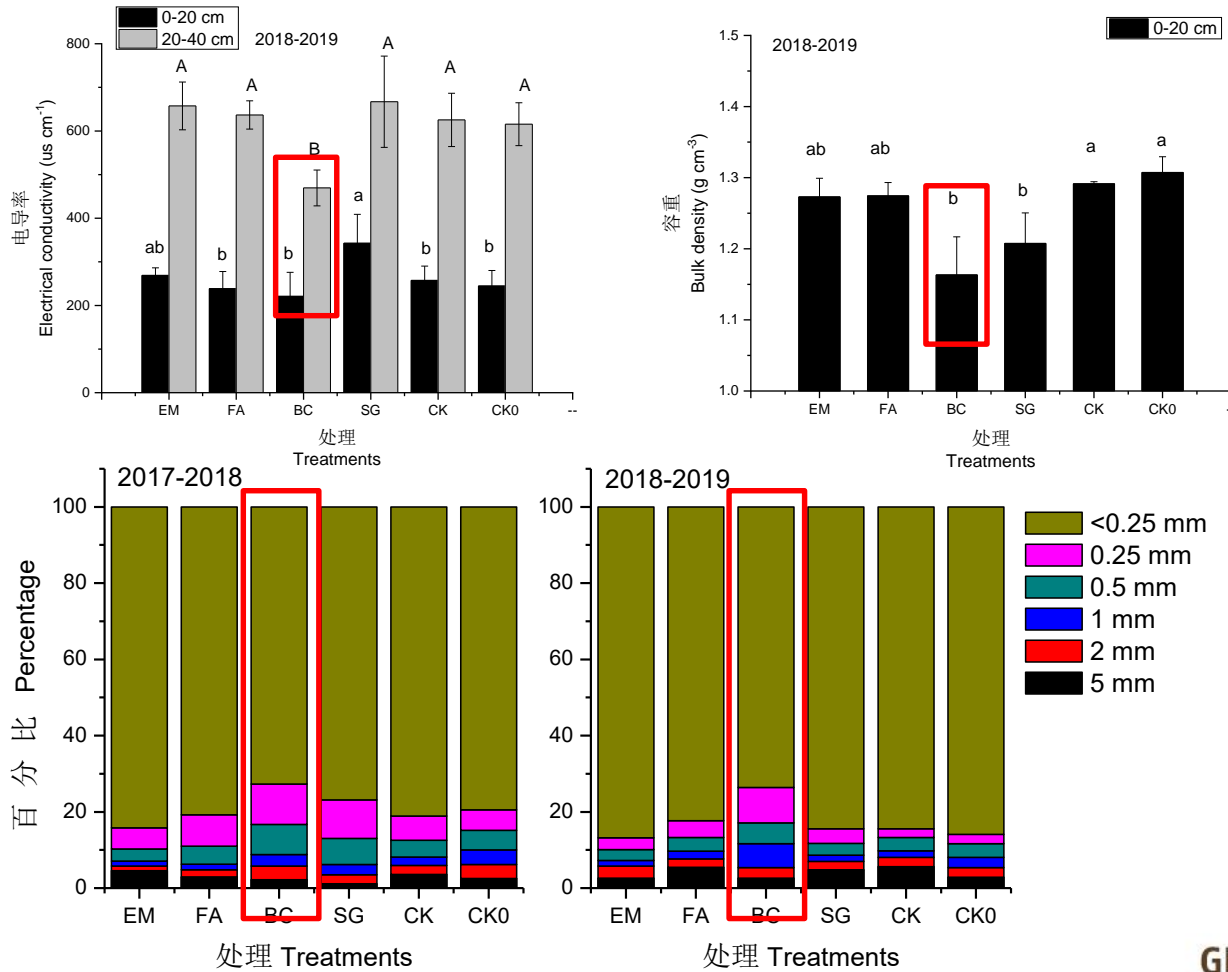 0-20 cm
20-40 cm
2018-2019
800
600
400
200
0
电导率
Electrical conductivity (us cm-1)
A
A
B
A
A
A
ab
b
b
a
b
b
EM FA BC SG CK CK0 --
处理
Treatments
0-20 cm
2018-2019
1.5
1.4
1.3
1.2
1.1
1.0
容重
Bulk density (g cm-3)
ab ab b b a a
EM FA BC SG CK CK0 -
处理
Treatments
2017-2018
100
80
60
40
20
0
百分比 Percentage
EM FA BC SG CK CK0
处理 Treatments
2018-2019
100
80
60
40
20
0
EM FA BC SG CK CK0
处理 Treatments
<0.25 mm
0.25 mm
0.5 mm
1 mm
2 mm
5 mm